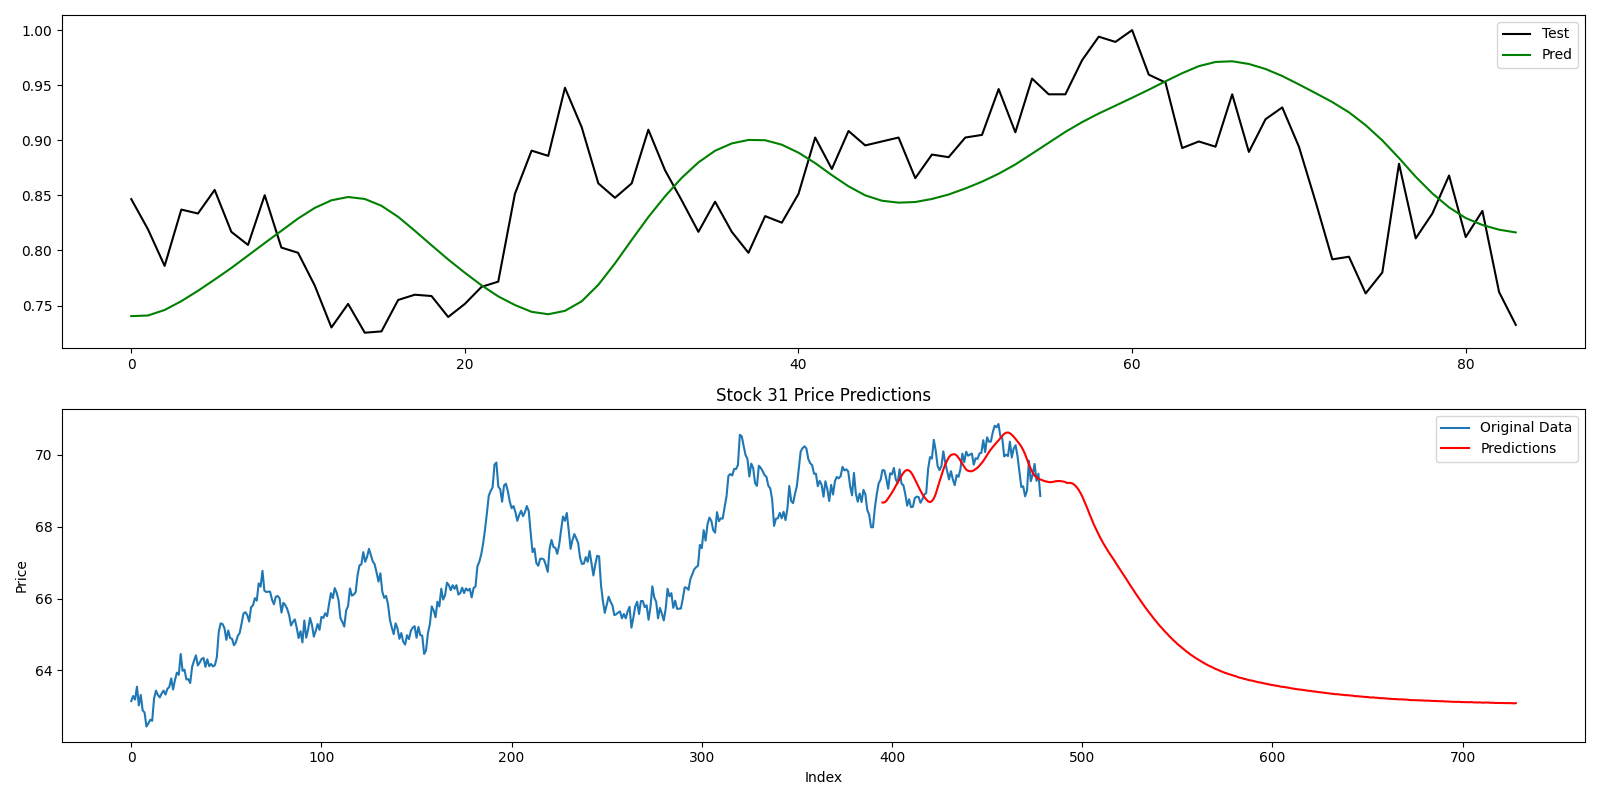 1.00
0.95
0.90
0.85
0.80
0.75
Test
Pred
0 20 40 60 80
Stock 31 Price Predictions
Price
70
68
66
64
Original Data
Predictions
0 100 200 300 400 500 600 700
Index